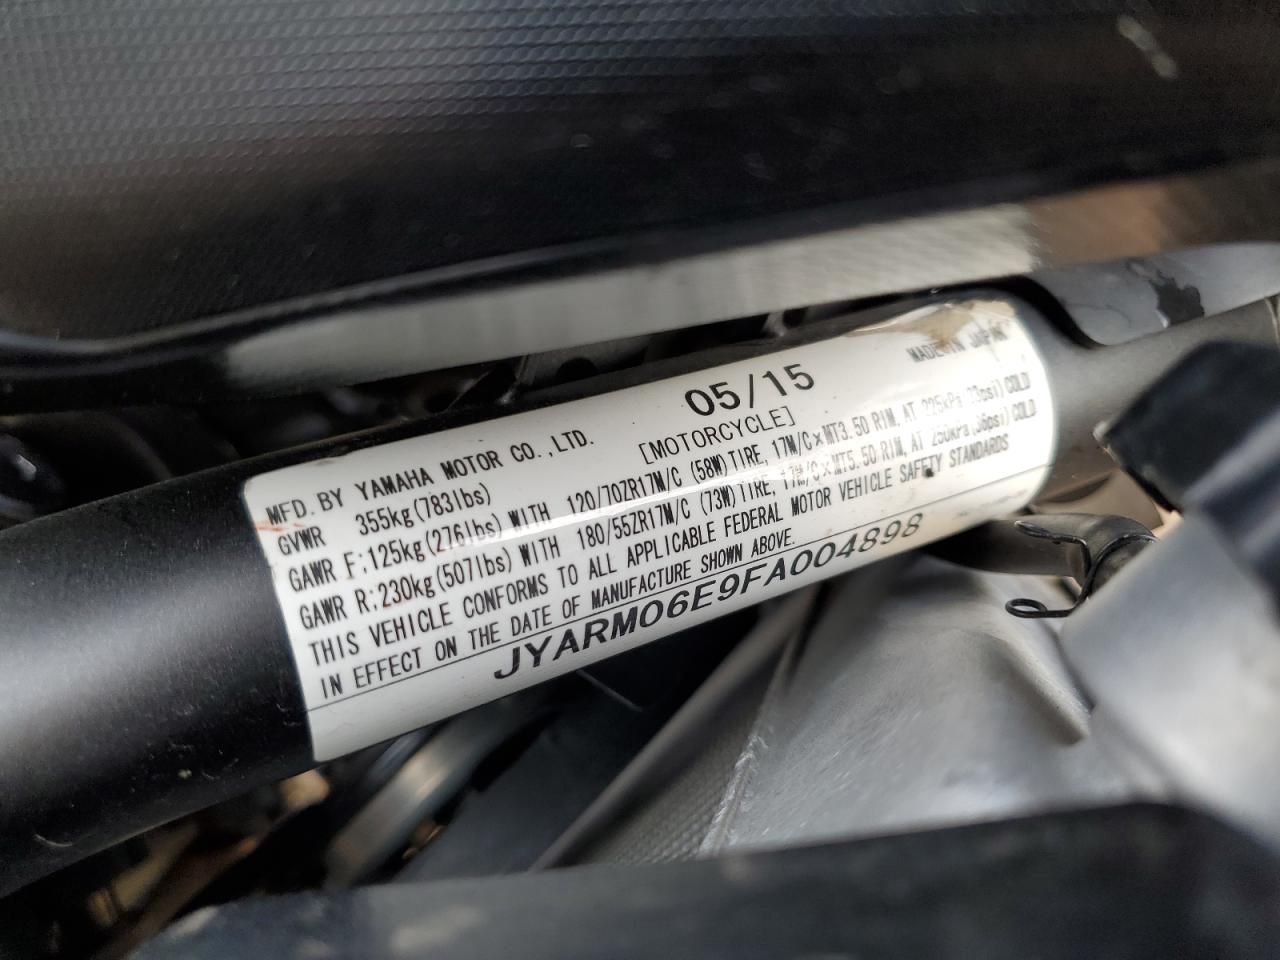 05/15
MADE IN JAPAN
MFD. BY YAMAHA MOTOR CO., LTD.
[MOTORCYCLE]
GVWR 355kg(783lbs)
GAWR F:125kg(276lbs) WITH 120/70ZR17M/C (58W)TIRE, 17M/C×MT3.50 RIM, AT 225kPa(33psi) COLD
GAWR R:230kg(507lbs) WITH 180/55ZR17M/C (73W)TIRE, 17M/C×MT5.50 RIM, AT 250kPa(36psi) COLD
THIS VEHICLE CONFORMS TO ALL APPLICABLE FEDERAL MOTOR VEHICLE SAFETY STANDARDS
IN EFFECT ON THE DATE OF MANUFACTURE SHOWN ABOVE.
JYARM06E9FA004898